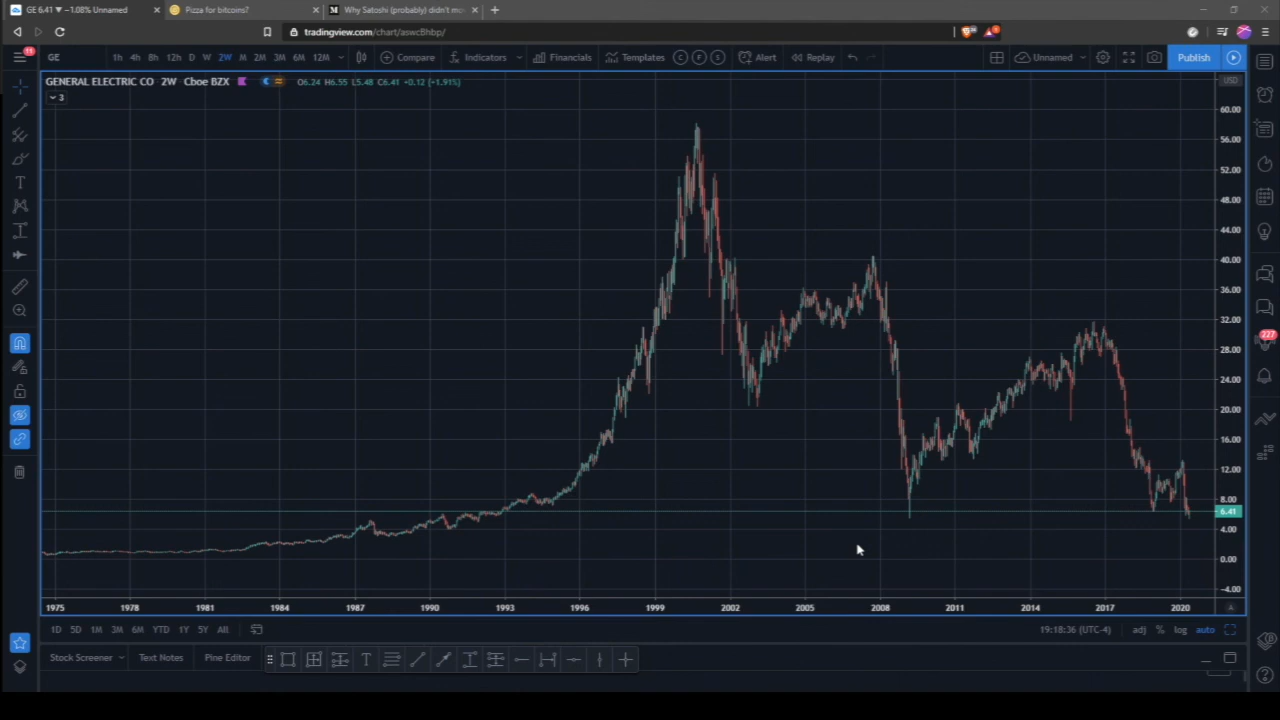 GE 6.41 ▼ −1.08% Unnamed
Pizza for bitcoins?
Why Satoshi (probably) didn't mo
tradingview.com/chart/aswcBhbp/
11
GE 1h 4h 8h 12h D W 2W M 2M 3M 6M 12M Compare Indicators Financials Templates C F S Alert Replay Unnamed Publish
GENERAL ELECTRIC CO 2W Cboe BZX O6.24 H6.55 L5.48 C6.41 +0.12 (+1.91%)
USD
3
60.00
56.00
52.00
48.00
44.00
40.00
36.00
32.00
227
28.00
24.00
20.00
16.00
12.00
8.00
6.41
4.00
0.00
−4.00
1975 1978 1981 1984 1987 1990 1993 1996 1999 2002 2005 2008 2011 2014 2017 2020 A
1D 5D 1M 3M 6M YTD 1Y 5Y All 19:18:36 (UTC-4) adj % log auto
Stock Screener Text Notes Pine Editor